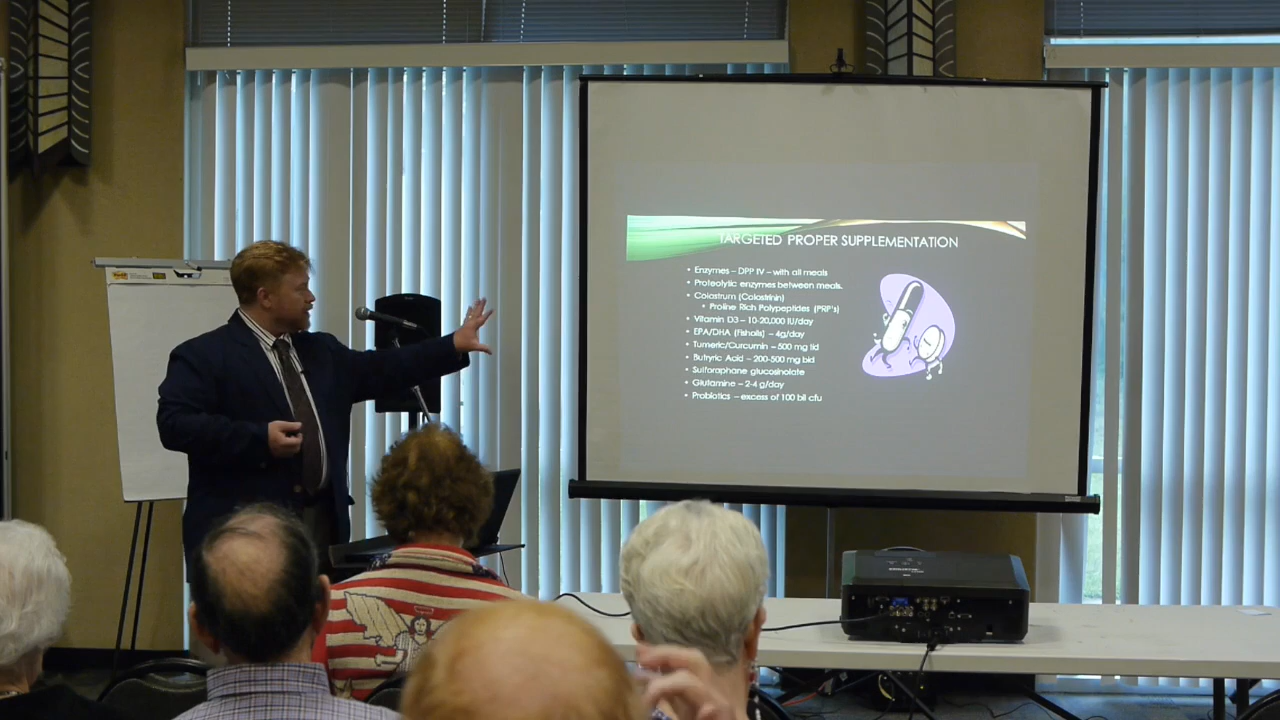 TARGETED PROPER SUPPLEMENTATION
• Enzymes – DPP IV – with all meals
• Proteolytic enzymes between meals.
• Colostrum (Colostrinin)
• Proline Rich Polypeptides (PRP's)
• Vitamin D3 – 10-20,000 IU/day
• EPA/DHA (Fishoils) – 4g/day
• Tumeric/Curcumin – 500 mg tid
• Butyric Acid – 200-500 mg bid
• Sulforaphane glucosinolate
• Glutamine – 2-4 g/day
• Probiotics – excess of 100 bil cfu